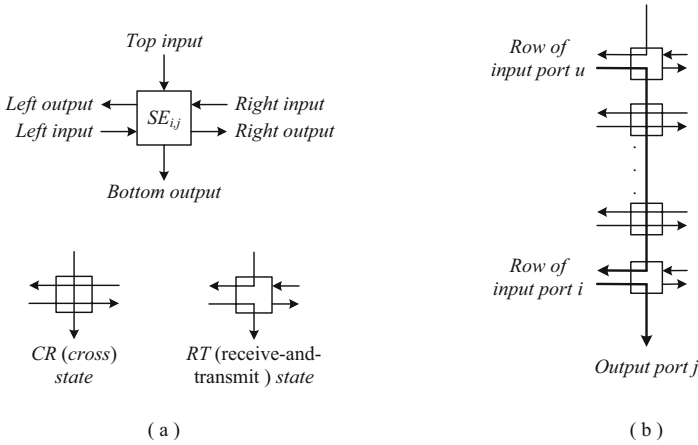 Top input
Left output
Right input
SEi,j
Left input
Right output
Bottom output
CR (cross)
state
RT (receive-and-
transmit ) state
( a )
Row of
input port u
Row of
input port i
Output port j
( b )